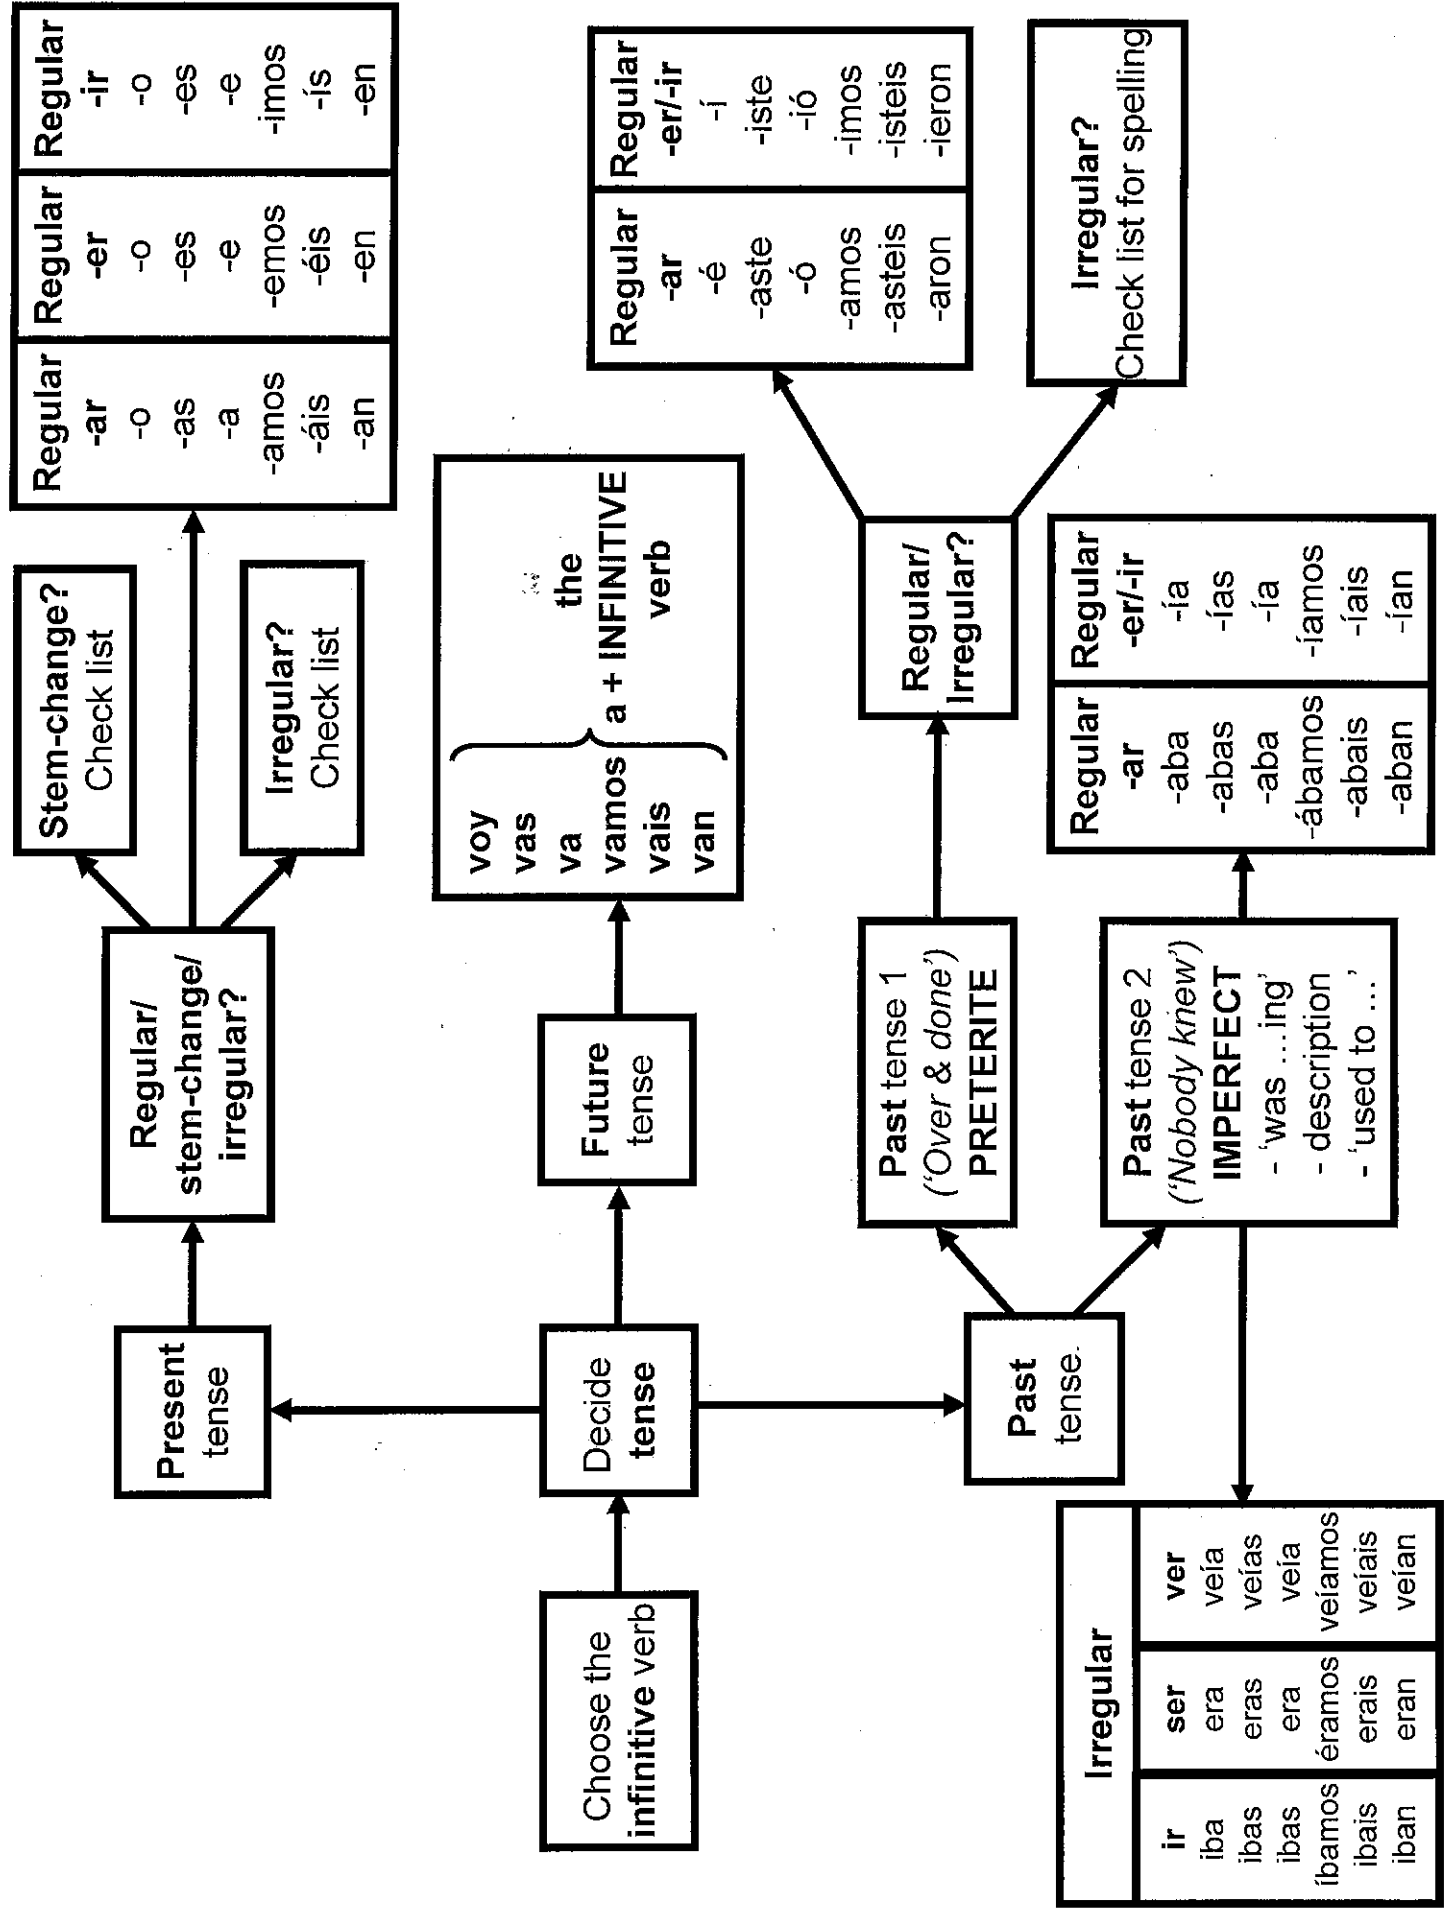 Choose the
infinitive verb
Decide
tense
Present
tense
Regular/
stem-change/
irregular?
Stem-change?
Check list
Irregular?
Check list
Regular Regular Regular
-ar -er -ir
-o -o -o
-as -es -es
-a -e -e
-amos -emos -imos
-áis -éis -ís
-an -en -en
Future
tense
voy
vas
va
vamos
vais
van
the
a + INFINITIVE
verb
Past
tense
Past tense 1
(‘Over & done’)
PRETERITE
Regular/
Irregular?
Regular Regular
-ar -er/-ir
-é -í
-aste -iste
-ó -ió
-amos -imos
-asteis -isteis
-aron -ieron
Irregular?
Check list for spelling
Past tense 2
(‘Nobody knew’)
IMPERFECT
- ‘was …ing’
- description
- ‘used to …’
Regular Regular
-ar -er/-ir
-aba -ía
-abas -ías
-aba -ía
-ábamos -íamos
-abais -íais
-aban -ían
Irregular
ir ser ver
iba era veía
ibas eras veías
ibas era veía
íbamos éramos veíamos
ibais erais veíais
iban eran veían